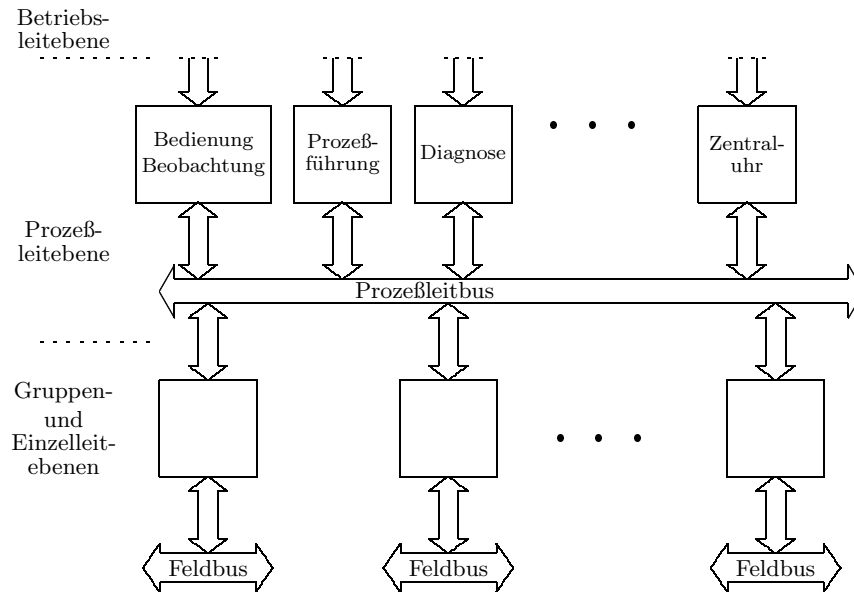 Betriebs-
leitebene
Bedienung
Beobachtung
Prozeß-
führung
Diagnose
Zentral-
uhr
Prozeß-
leitebene
Prozeßleitbus
Gruppen-
und
Einzelleit-
ebenen
Feldbus
Feldbus
Feldbus